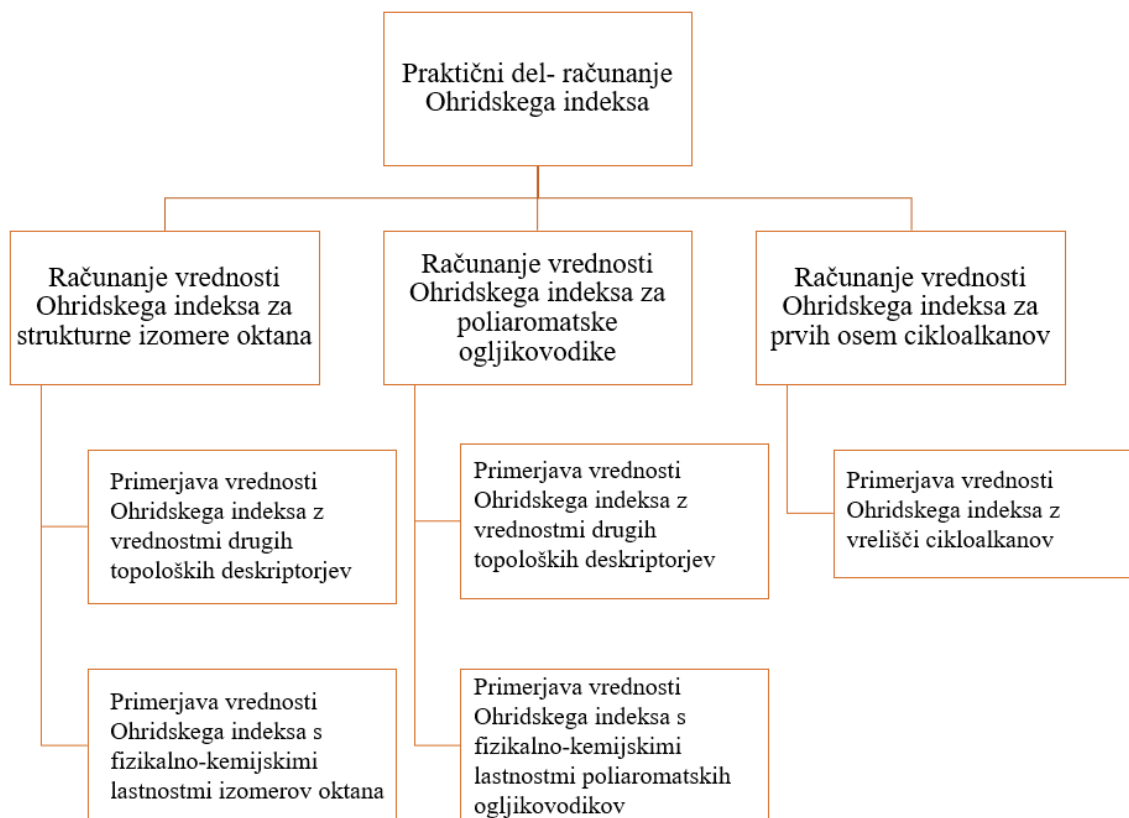 Praktični del- računanje
Ohridskega indeksa
Računanje vrednosti
Ohridskega indeksa za
strukturne izomere oktana
Računanje vrednosti
Ohridskega indeksa za
poliaromatske
ogljikovodike
Računanje vrednosti
Ohridskega indeksa za
prvih osem cikloalkanov
Primerjava vrednosti
Ohridskega indeksa z
vrednostmi drugih
topoloških deskriptorjev
Primerjava vrednosti
Ohridskega indeksa z
vrednostmi drugih
topoloških deskriptorjev
Primerjava vrednosti
Ohridskega indeksa z
vrelišči cikloalkanov
Primerjava vrednosti
Ohridskega indeksa s
fizikalno-kemijskimi
lastnostmi izomerov oktana
Primerjava vrednosti
Ohridskega indeksa s
fizikalno-kemijskimi
lastnostmi poliaromatskih
ogljikovodikov